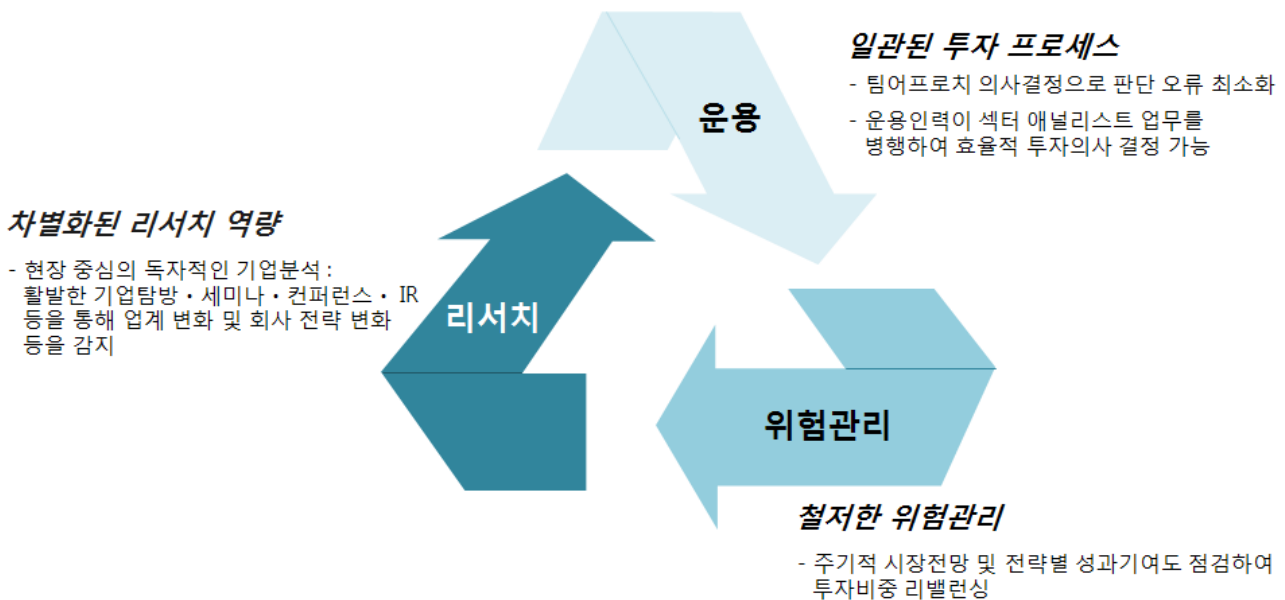 일관된 투자 프로세스
- 팀어프로치 의사결정으로 판단 오류 최소화
- 운용인력이 섹터 애널리스트 업무를
병행하여 효율적 투자의사 결정 가능
운용
차별화된 리서치 역량
- 현장 중심의 독자적인 기업분석 :
활발한 기업탐방・세미나・컨퍼런스・ IR
등을 통해 업계 변화 및 회사 전략 변화
등을 감지
리서치
위험관리
철저한 위험관리
- 주기적 시장전망 및 전략별 성과기여도 점검하여
투자비중 리밸런싱